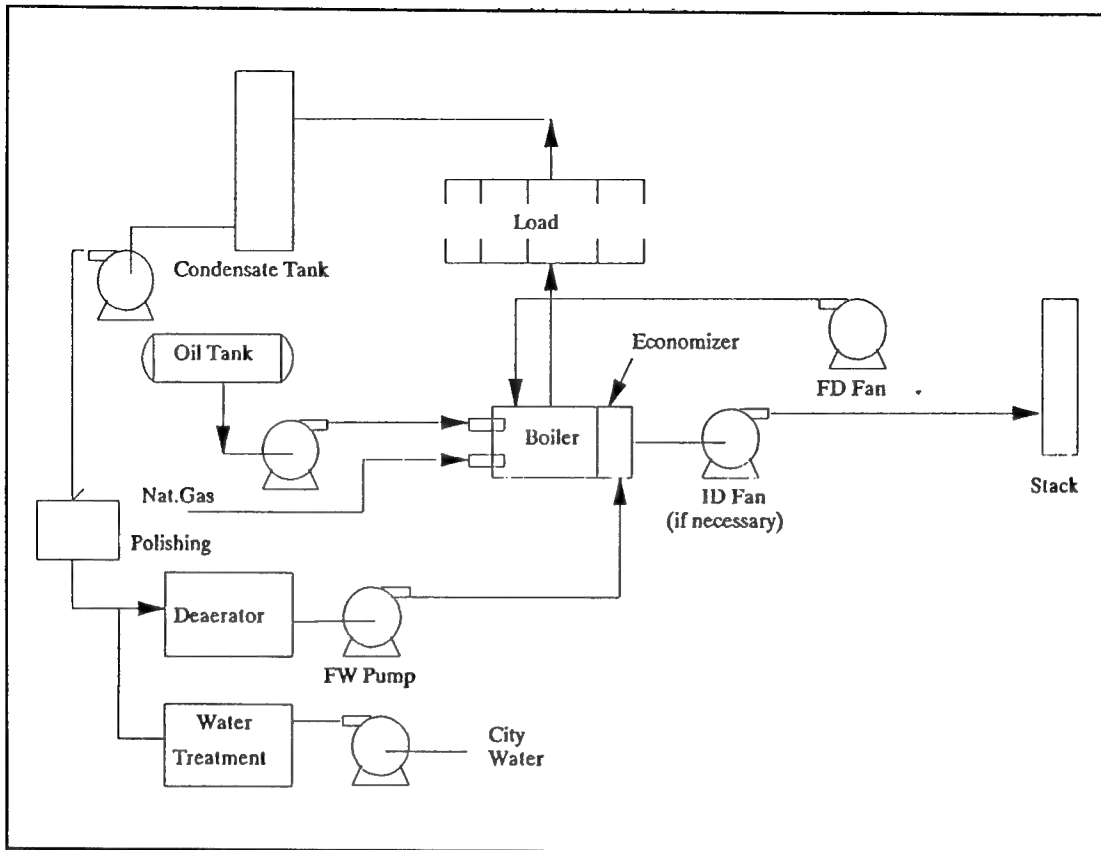 Load
Condensate Tank
Oil Tank
Economizer
FD Fan
Boiler
Nat.Gas
ID Fan
(if necessary)
Stack
Polishing
Deaerator
FW Pump
Water
Treatment
City
Water